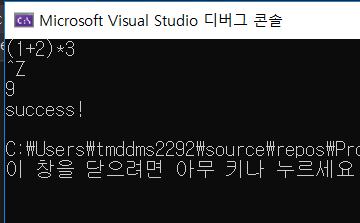 Microsoft Visual Studio 디버그 콘솔
(1+2)*3
^Z
9
success!
C:₩Users₩tmddms2292₩source₩repos₩Pro
이 창을 닫으려면 아무 키나 누르세요